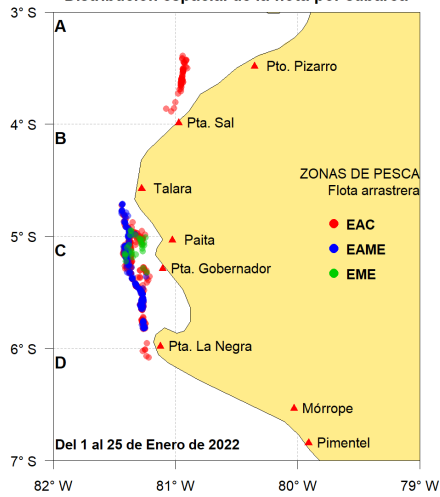 Distribución espacial de la flota por subárea
3° S
A
Pto. Pizarro
4° S
Pta. Sal
B
ZONAS DE PESCA
Flota arrastrera
Talara
EAC
5° S
Paita
C
EAME
Pta. Gobernador
EME
6° S
Pta. La Negra
D
Mórrope
Pimentel
Del 1 al 25 de Enero de 2022
7° S
82° W
81° W
80° W
79° W